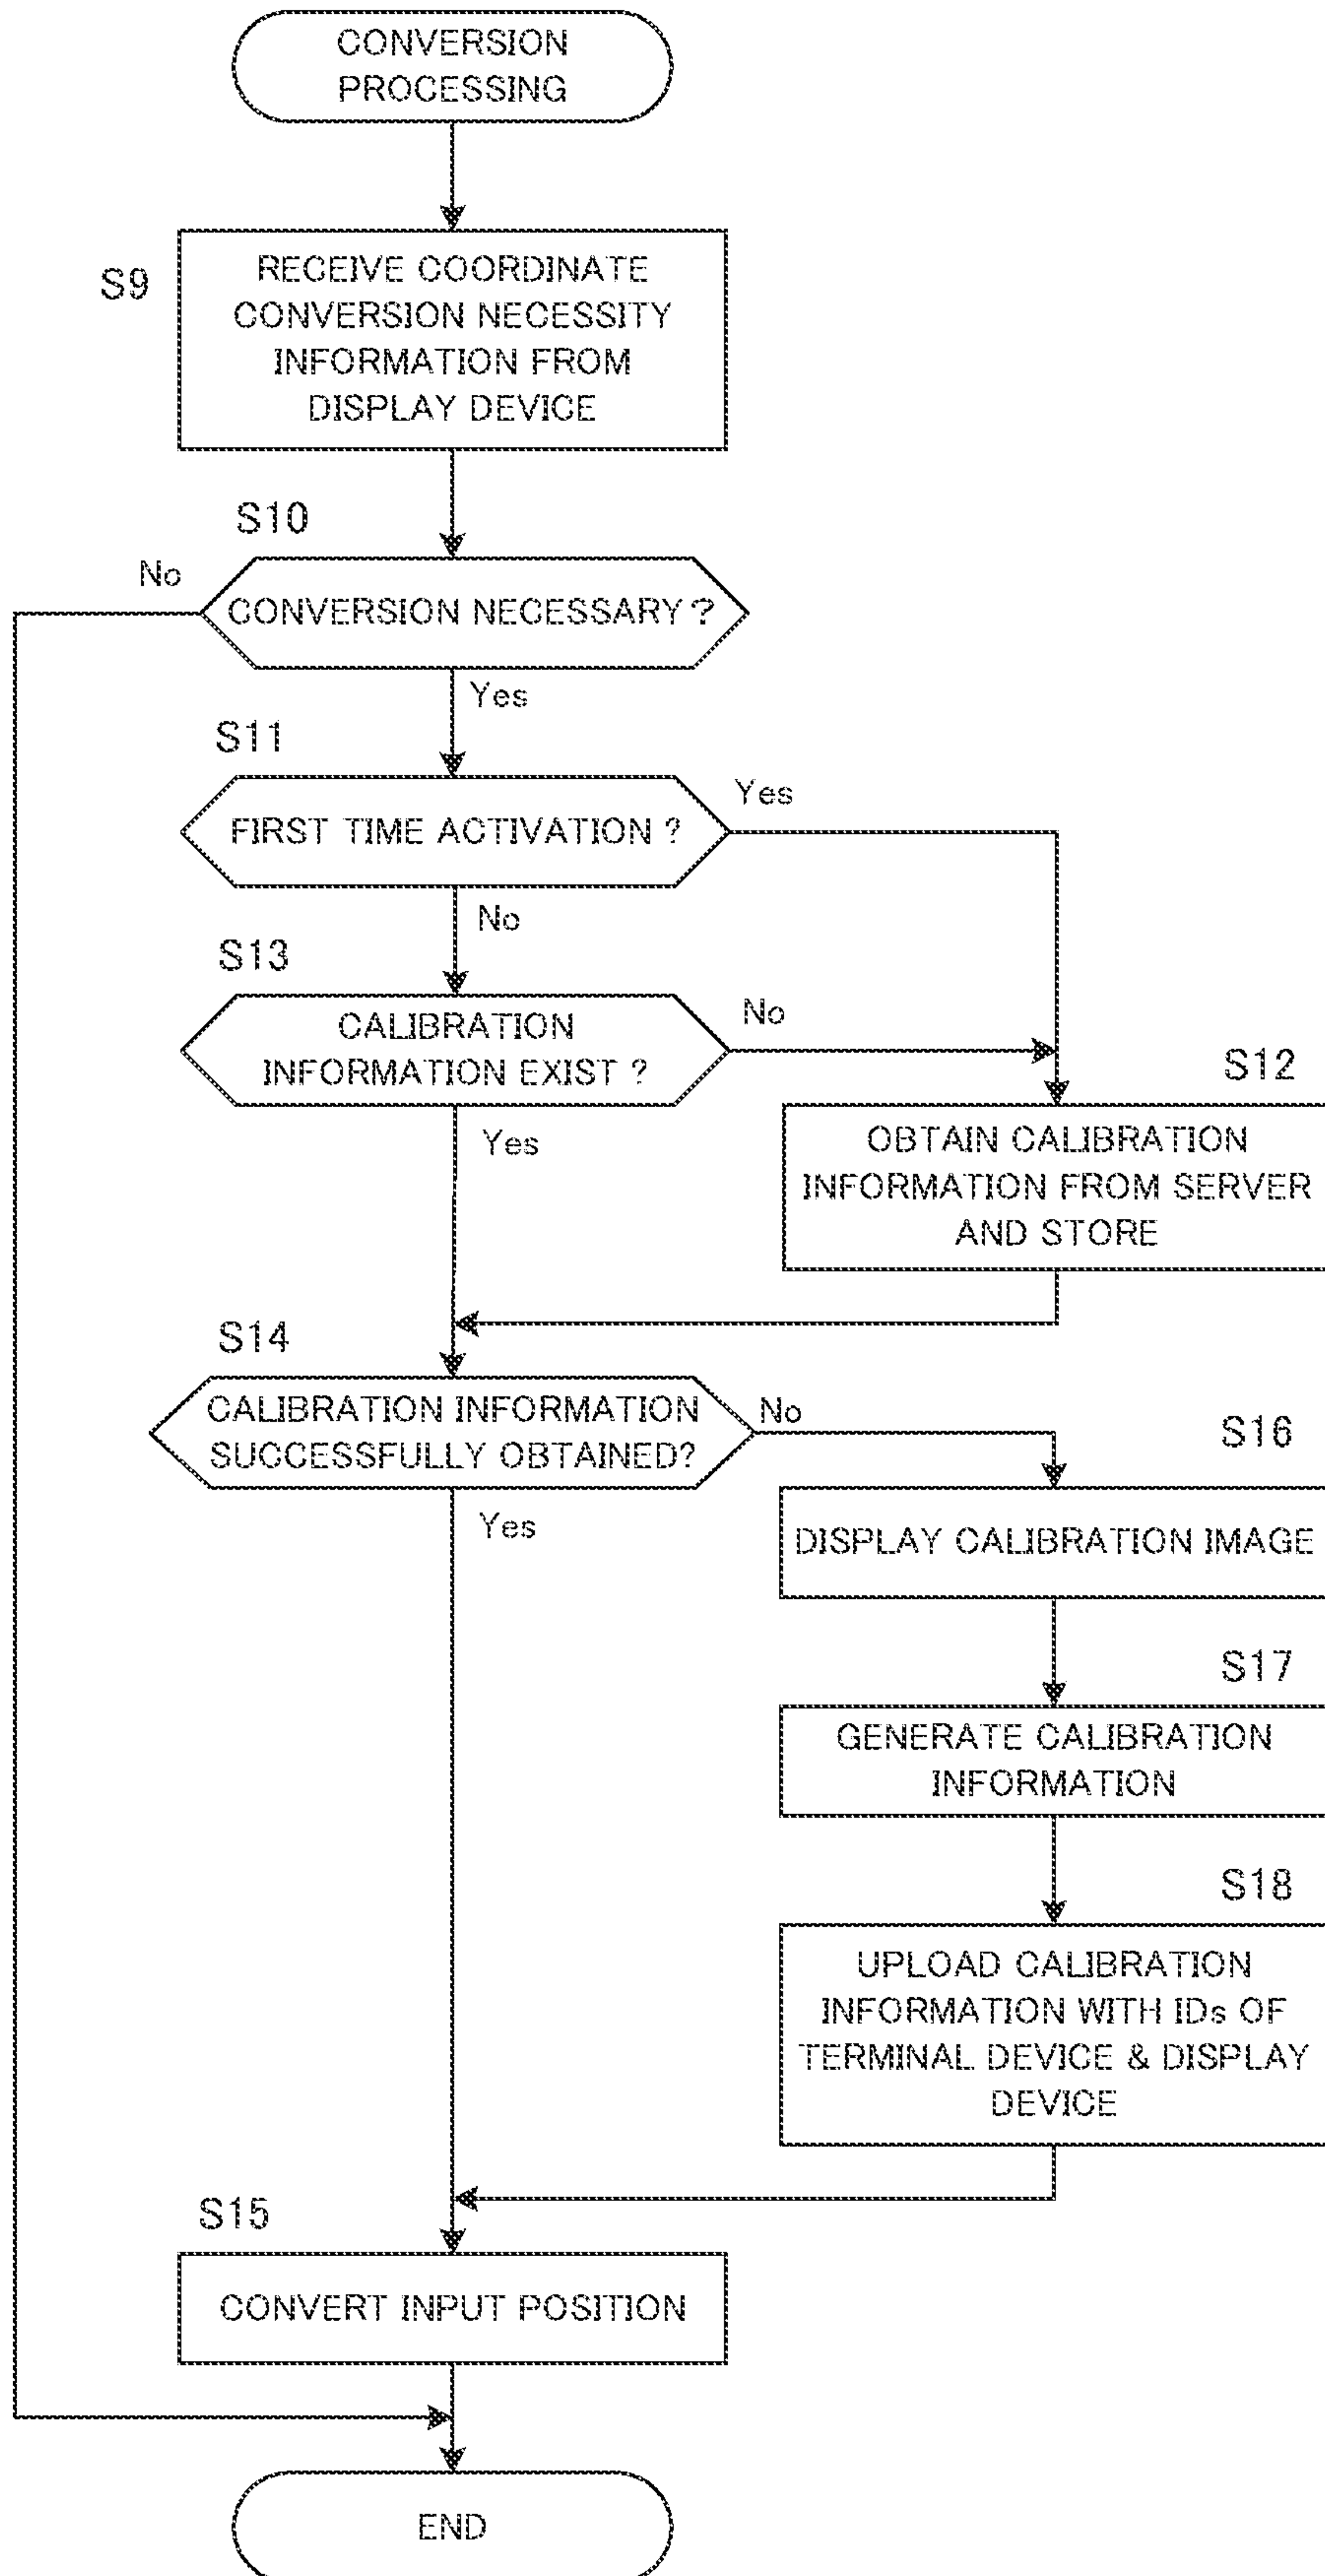 CONVERSION
PROCESSING
S9
RECEIVE COORDINATE
CONVERSION NECESSITY
INFORMATION FROM
DISPLAY DEVICE
S10
No
CONVERSION NECESSARY ?
Yes
S11
FIRST TIME ACTIVATION ?
Yes
No
S13
CALIBRATION
INFORMATION EXIST ?
No
Yes
S12
OBTAIN CALIBRATION
INFORMATION FROM SERVER
AND STORE
S14
CALIBRATION INFORMATION
SUCCESSFULLY OBTAINED?
No
Yes
S16
DISPLAY CALIBRATION IMAGE
S17
GENERATE CALIBRATION
INFORMATION
S18
UPLOAD CALIBRATION
INFORMATION WITH IDs OF
TERMINAL DEVICE & DISPLAY
DEVICE
S15
CONVERT INPUT POSITION
END